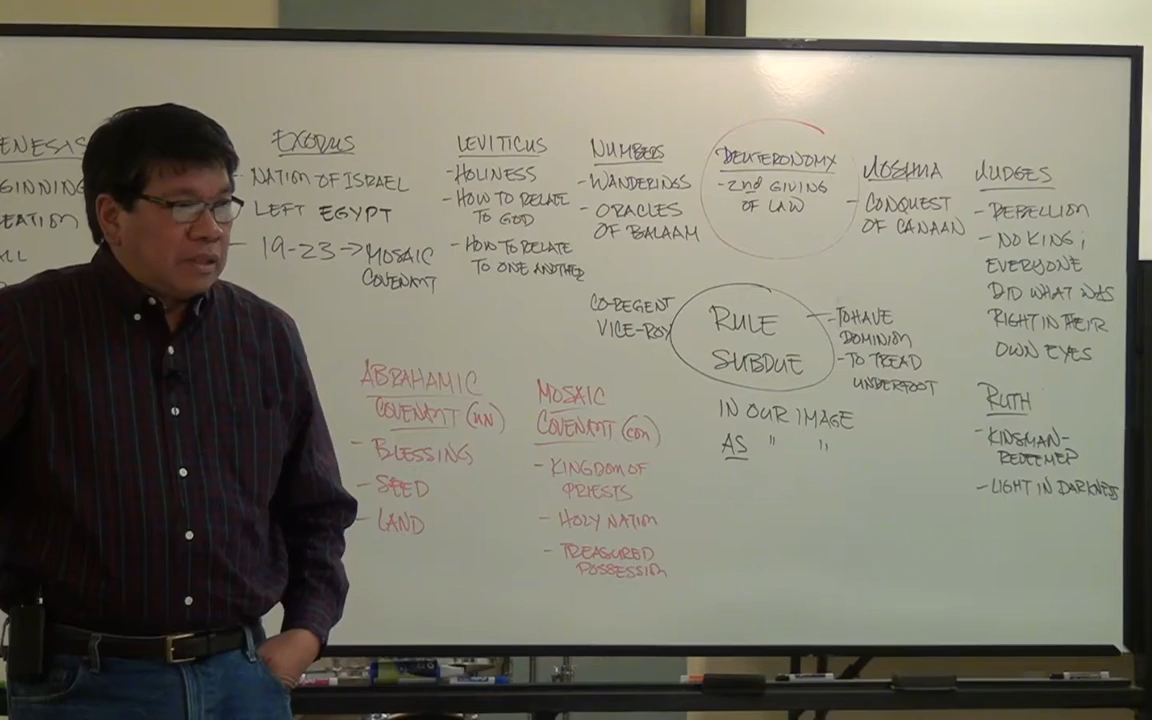 ENESIS
GINNING
EATION
LL
EXODUS
- NATION OF ISRAEL
LEFT EGYPT
- 19-23 → MOSAIC
COVENANT
LEVITICUS
- HOLINESS
- HOW TO RELATE
TO GOD
- HOW TO RELATE
TO ONE ANOTHER
NUMBERS
- WANDERINGS
- ORACLES
OF BALAAM
DEUTERONOMY
- 2nd GIVING
OF LAW
JOSHUA
- CONQUEST
OF CANAAN
JUDGES
- REBELLION
- NO KING;
EVERYONE
DID WHAT WAS
RIGHT IN THEIR
OWN EYES
RUTH
- KINSMAN-
REDEEMER
- LIGHT IN DARKNESS
CO-REGENT
VICE-ROY
RULE
SUBDUE
- TO HAVE
DOMINION
- TO TREAD
UNDERFOOT
IN OUR IMAGE
AS " "
ABRAHAMIC
COVENANT (UN)
- BLESSING
- SEED
- LAND
MOSAIC
COVENANT (CON)
- KINGDOM OF
PRIESTS
- HOLY NATION
- TREASURED
POSSESSION